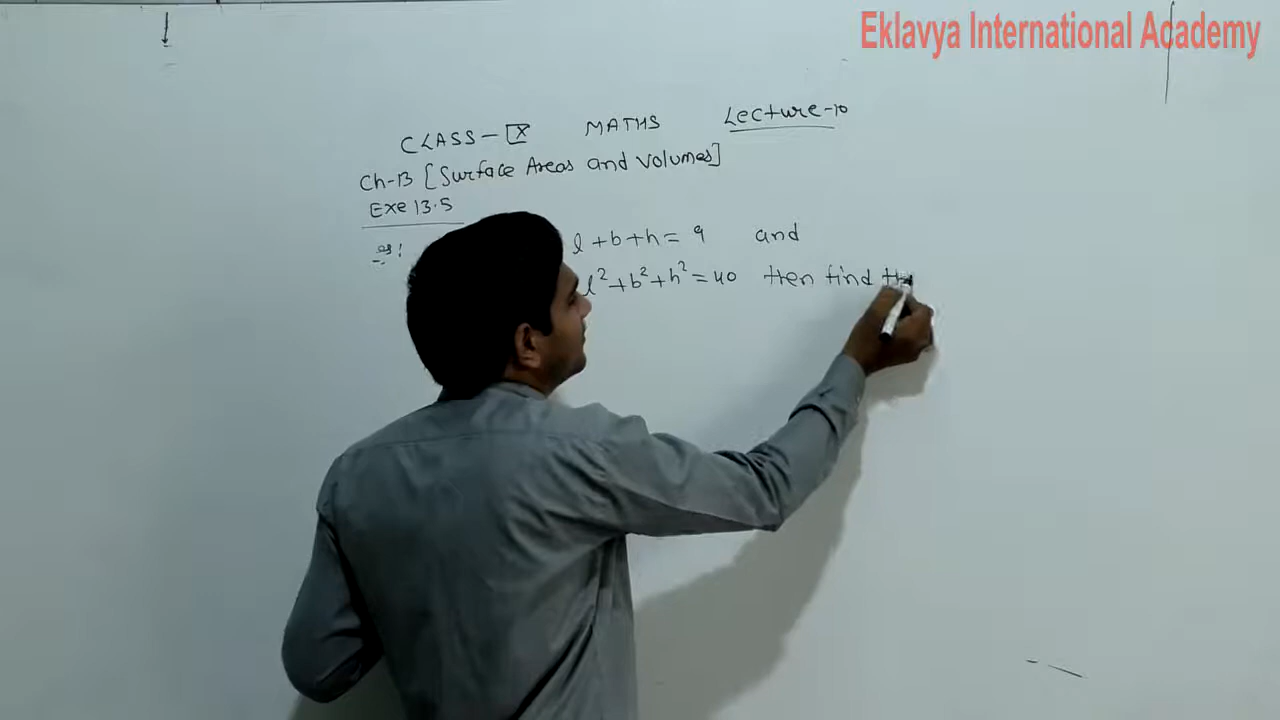 Eklavya International Academy
CLASS-X MATHS Lecture-10
Ch-13 [Surface Areas and Volumes]
Exe 13.5
l+b+h=9 and
l²+b²+h²=40 then find the